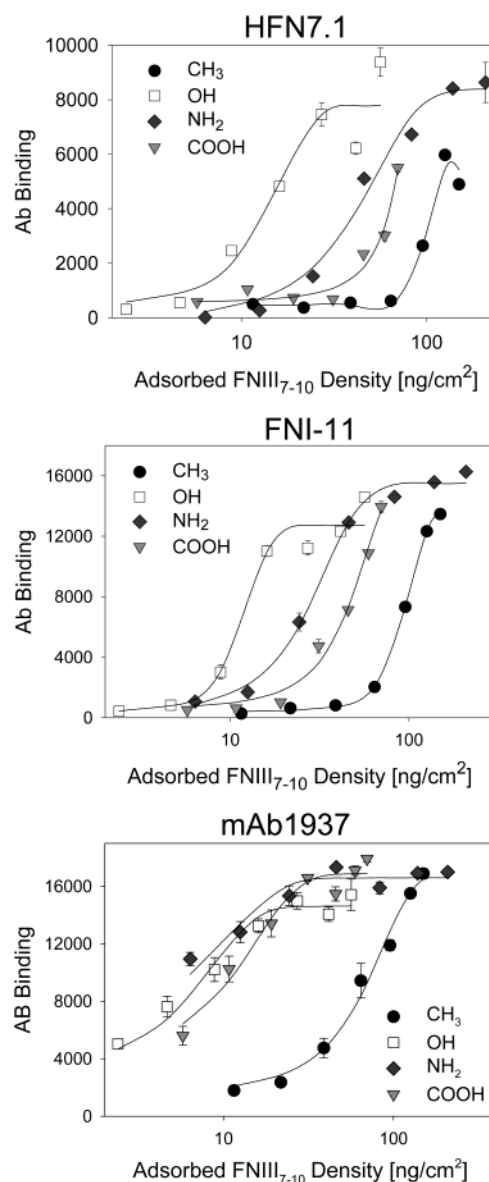 HFN7.1
10000
8000
6000
4000
2000
0
CH₃
OH
NH₂
COOH
Ab Binding
10
100
Adsorbed FNIII₇₋₁₀ Density [ng/cm²]
FNI-11
16000
12000
8000
4000
0
CH₃
OH
NH₂
COOH
Ab Binding
10
100
Adsorbed FNIII₇₋₁₀ Density [ng/cm²]
mAb1937
16000
12000
8000
4000
0
CH₃
OH
NH₂
COOH
AB Binding
10
100
Adsorbed FNIII₇₋₁₀ Density [ng/cm²]